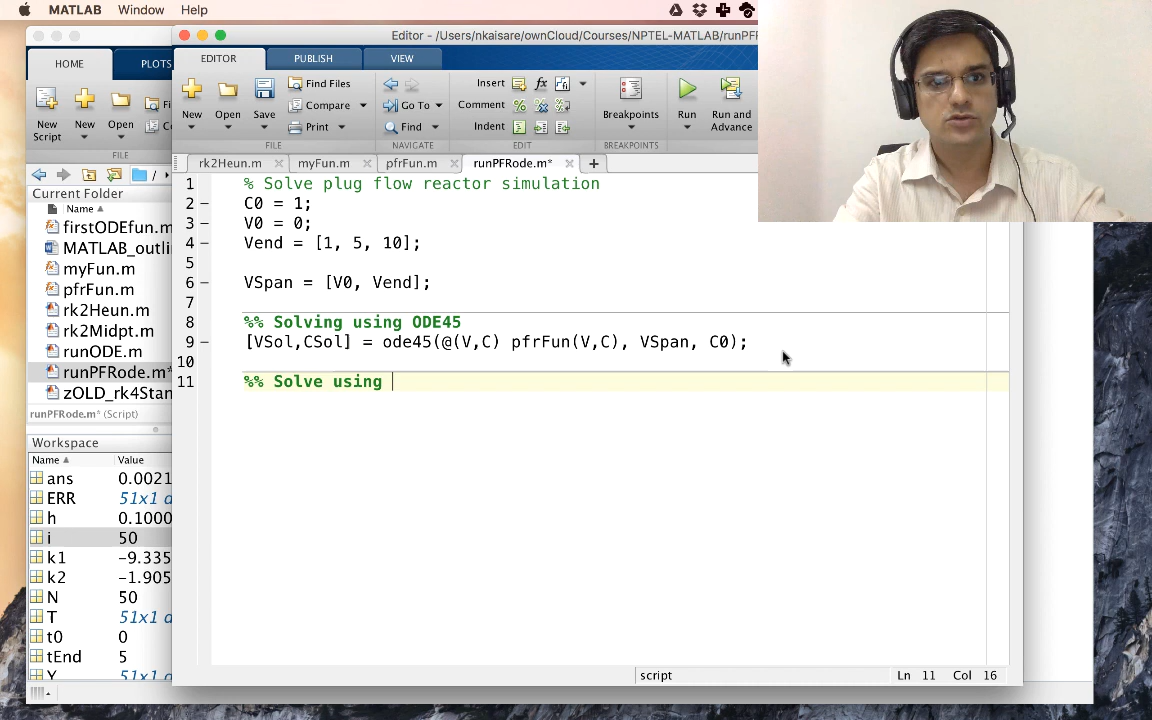 MATLAB Window Help
Editor - /Users/nkaisare/ownCloud/Courses/NPTEL-MATLAB/runPF
HOME PLOTS EDITOR PUBLISH VIEW
Find Files Insert fx
Compare Go To Comment
New Script New Open New Open Save Print Find Indent Breakpoints Run Run and Advance
FILE FILE NAVIGATE EDIT BREAKPOINTS
rk2Heun.m myFun.m pfrFun.m runPFRode.m*
Current Folder
Name
firstODEfun.m
MATLAB_outli
myFun.m
pfrFun.m
rk2Heun.m
rk2Midpt.m
runODE.m
runPFRode.m*
zOLD_rk4Stan
runPFRode.m* (Script)
Workspace
Name Value
ans 0.0021
ERR 51x1 d
h 0.1000
i 50
k1 -9.335
k2 -1.905
N 50
T 51x1 d
t0 0
tEnd 5
Y 51x1 d
1 % Solve plug flow reactor simulation
2 - C0 = 1;
3 - V0 = 0;
4 - Vend = [1, 5, 10];
5
6 - VSpan = [V0, Vend];
7
8 %% Solving using ODE45
9 - [VSol,CSol] = ode45(@(V,C) pfrFun(V,C), VSpan, C0);
10
11 %% Solve using
script Ln 11 Col 16